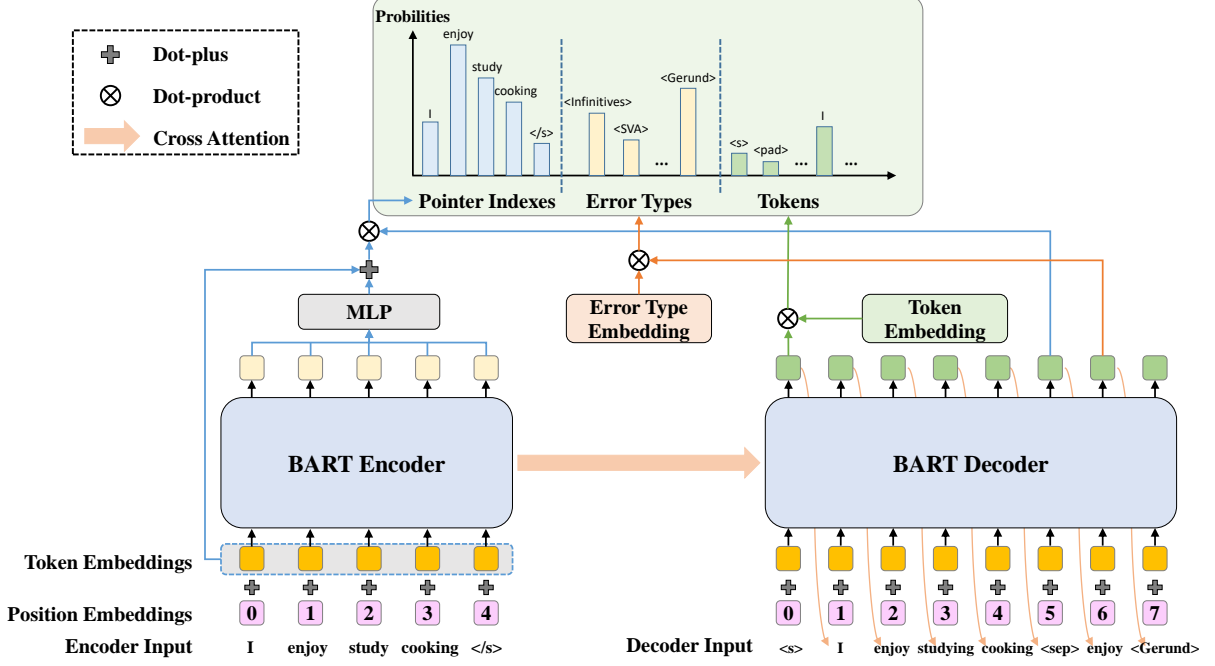 Dot-plus
Dot-product
Cross Attention
Probilities
I
enjoy
study
cooking
</s>
<Infinitives>
<SVA>
...
<Gerund>
<s>
<pad>
...
I
...
Pointer Indexes
Error Types
Tokens
MLP
Error Type
Embedding
Token
Embedding
BART Encoder
BART Decoder
Token Embeddings
Position Embeddings
0 1 2 3 4
0 1 2 3 4 5 6 7
Encoder Input
I enjoy study cooking </s>
Decoder Input
<s> I enjoy studying cooking <sep> enjoy <Gerund>